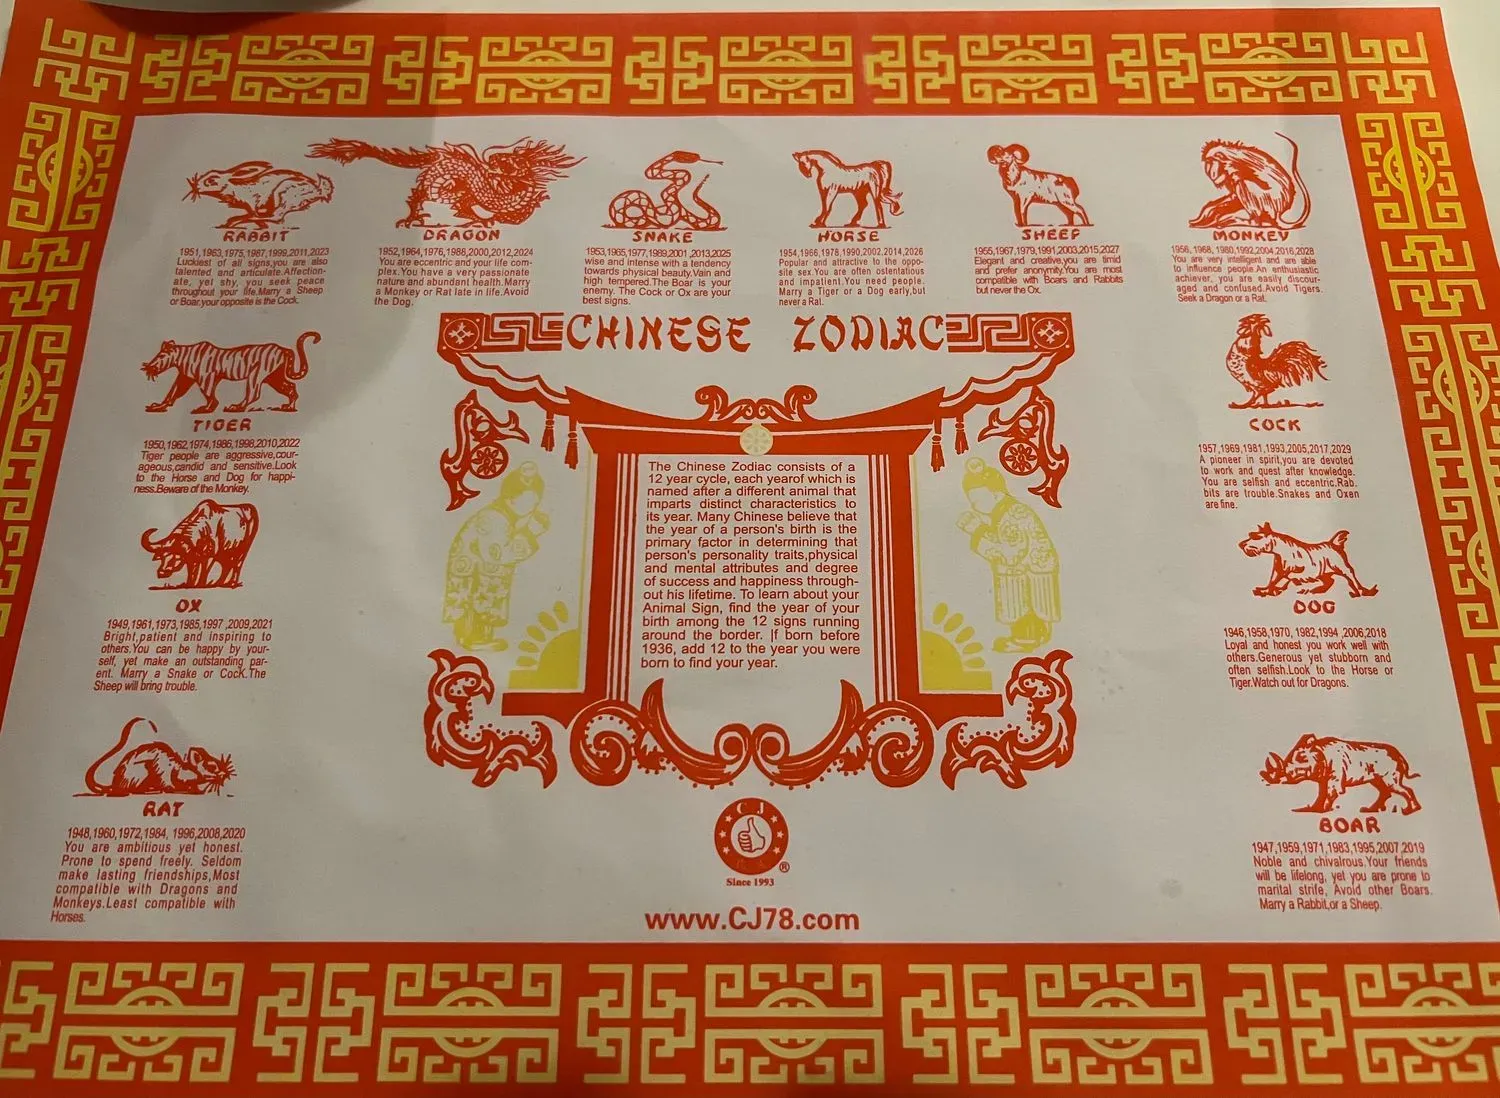 RABBIT
1951,1963,1975,1987,1999,2011,2023
Luckiest of all signs,you are also
talented and articulate.Affection-
ate, yet shy, you seek peace
throughout your life.Marry a Sheep
or Boar.your opposite is the Cock.
DRAGON
1952,1964,1976,1988,2000,2012,2024
You are eccentric and your life com-
plex.You have a very passionate
nature and abundant health.Marry
a Monkey or Rat late in life.Avoid
the Dog.
SNAKE
1953,1965,1977,1989,2001,2013,2025
wise and intense with a tendency
towards physical beauty.Vain and
high tempered.The Boar is your
enemy. The Cock or Ox are your
best signs.
HORSE
1954,1966,1978,1990,2002,2014,2026
Popular and attractive to the oppo-
site sex.You are often ostentatious
and impatient.You need people.
Marry a Tiger or a Dog early,but
never a Rat.
SHEEP
1955,1967,1979,1991,2003,2015,2027
Elegant and creative,you are timid
and prefer anonymity.You are most
compatible with Boars and Rabbits
but never the Ox.
MONKEY
1956,1968,1980,1992,2004,2016,2028
You are very intelligent and are able
to influence people.An enthusiastic
achiever, you are easily discour-
aged and confused.Avoid Tigers.
Seek a Dragon or a Rat.
CHINESE ZODIAC
TIGER
1950,1962,1974,1986,1998,2010,2022
Tiger people are aggressive,cour-
ageous,candid and sensitive.Look
to the Horse and Dog for happi-
ness.Beware of the Monkey.
OX
1949,1961,1973,1985,1997 ,2009,2021
Bright,patient and inspiring to
others.You can be happy by your-
self, yet make an outstanding par-
ent. Marry a Snake or CocK.The
Sheep will bring trouble.
RAT
1948,1960,1972,1984, 1996,2008,2020
You are ambitious yet honest.
Prone to spend freely. Seldom
make lasting friendships,Most
compatible with Dragons and
Monkeys.Least compatible with
Horses.
The Chinese Zodiac consists of a
12 year cycle, each yearof which is
named after a different animal that
imparts distinct characteristics to
its year. Many Chinese believe that
the year of a person's birth is the
primary factor in determining that
person's personality traits,physical
and mental attributes and degree
of success and happiness through-
out his lifetime. To learn about your
Animal Sign, find the year of your
birth among the 12 signs running
around the border. |f born before
1936, add 12 to the year you were
born to find your year.
COCK
1957,1969,1981,1993,2005,2017,2029
A pioneer in spirit,you are devoted
to work and quest after knowledge.
You are selfish and eccentric.Rab.
bits are trouble.Snakes and Oxen
are fine.
DOG
1946,1958,1970, 1982,1994 ,2006,2018
Loyal and honest you work well with
others.Generous yet stubborn and
often selfish.Look to the Horse or
Tiger.Watch out for Dragons.
BOAR
1947,1959,1971,1983,1995,2007,2019
Noble and chivalrous.Your friends
will be lifelong, yet you are prone to
marital strife, Avoid other Boars.
Marry a Rabbit,or a Sheep.
C J
®
Since 1993
www.CJ78.com